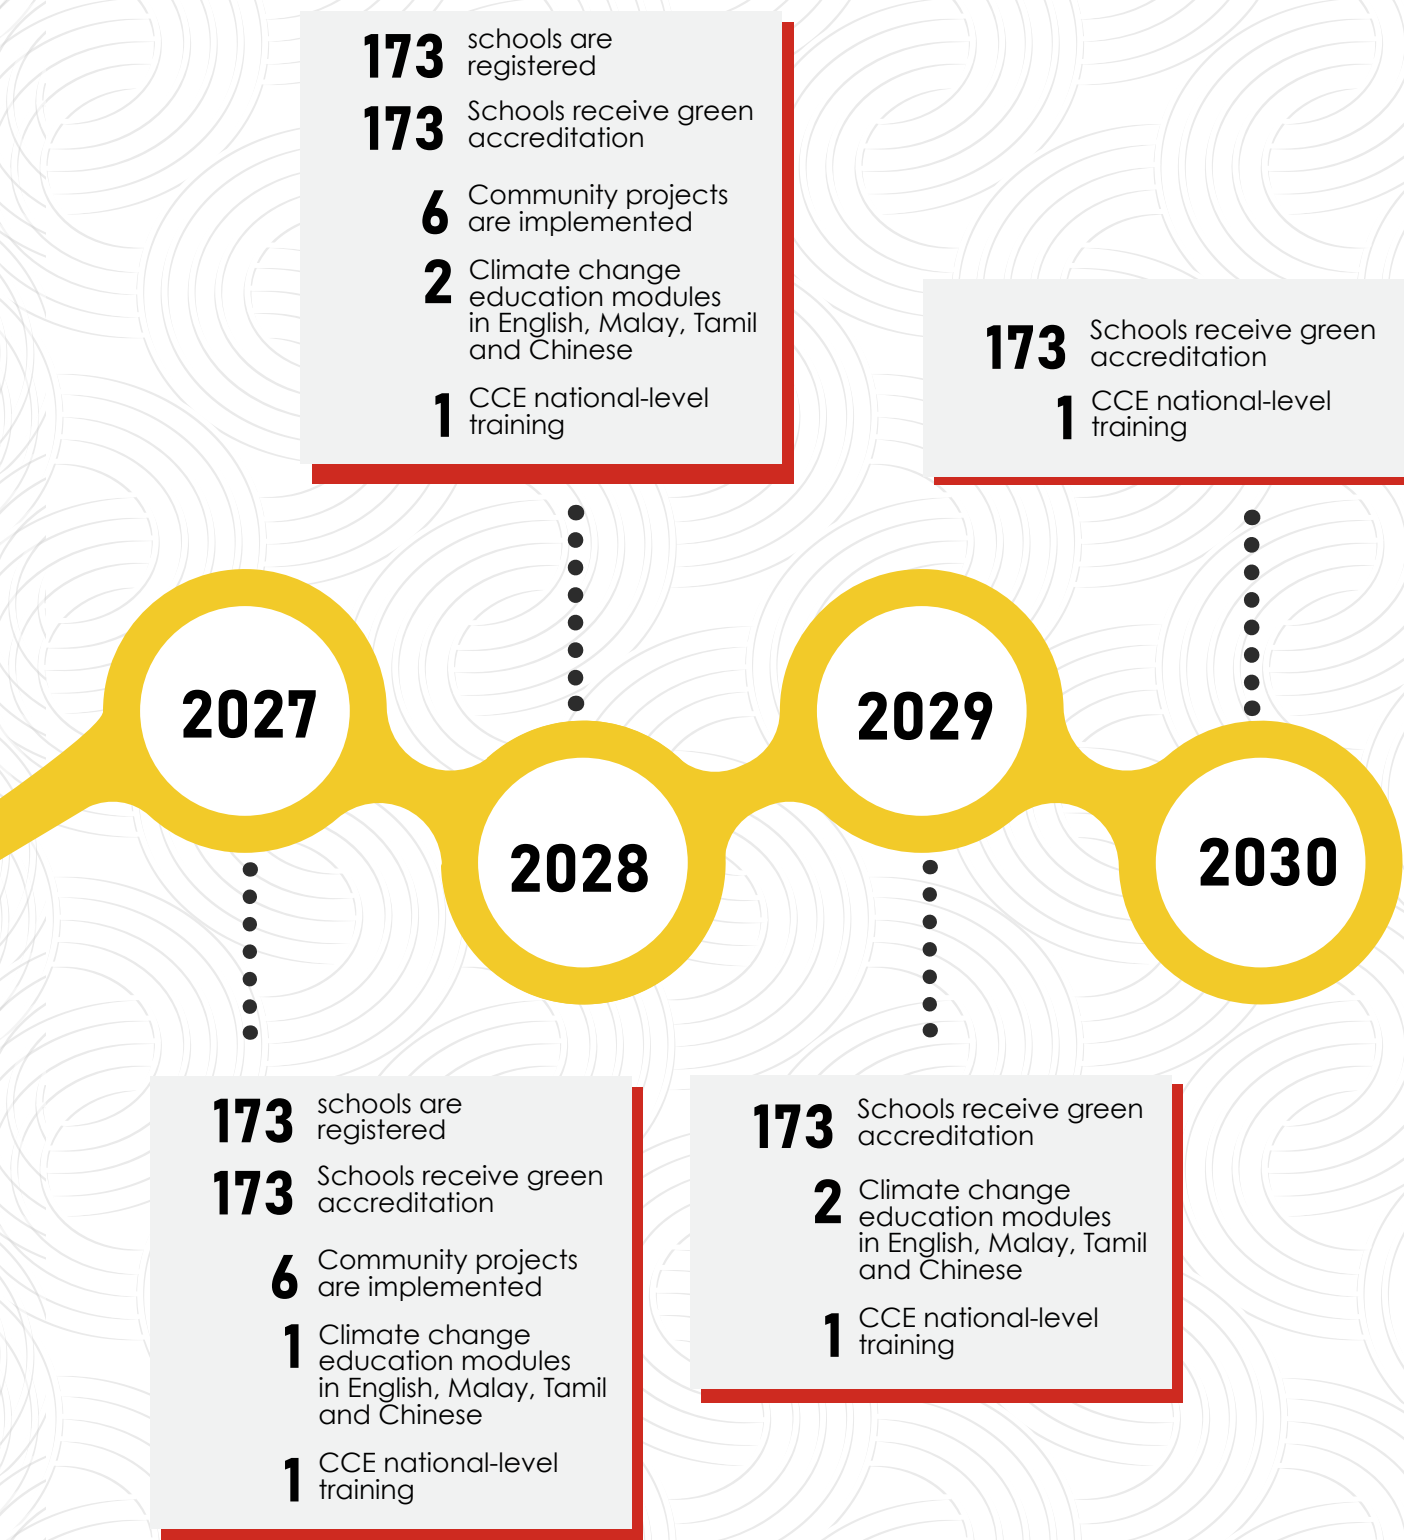 173 schools are
registered
173 Schools receive green
accreditation
6 Community projects
are implemented
2 Climate change
education modules
in English, Malay, Tamil
and Chinese
1 CCE national-level
training
173 Schools receive green
accreditation
1 CCE national-level
training
2027
2028
2029
2030
173 schools are
registered
173 Schools receive green
accreditation
6 Community projects
are implemented
1 Climate change
education modules
in English, Malay, Tamil
and Chinese
1 CCE national-level
training
173 Schools receive green
accreditation
2 Climate change
education modules
in English, Malay, Tamil
and Chinese
1 CCE national-level
training